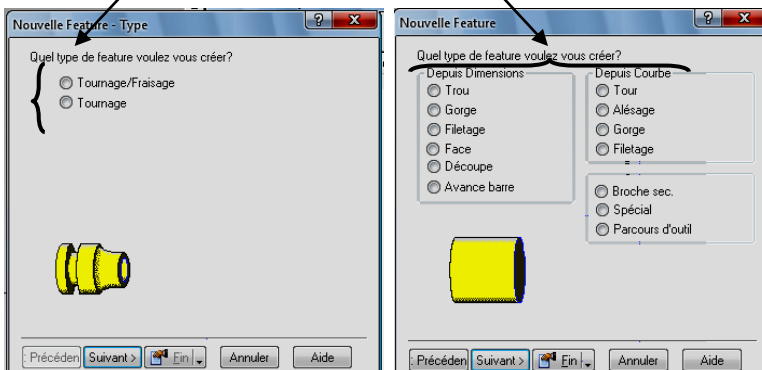 Nouvelle Feature - Type
Quel type de feature voulez vous créer?
Tournage/Fraisage
Tournage
: Précéden
Suivant >
Fin
Annuler
Aide
Nouvelle Feature
Quel type de feature voulez vous créer?
Depuis Dimensions
Trou
Gorge
Filetage
Face
Découpe
Avance barre
Depuis Courbe
Tour
Alésage
Gorge
Filetage
Broche sec.
Spécial
Parcours d'outil
: Précéden
Suivant >
Fin
Annuler
Aide